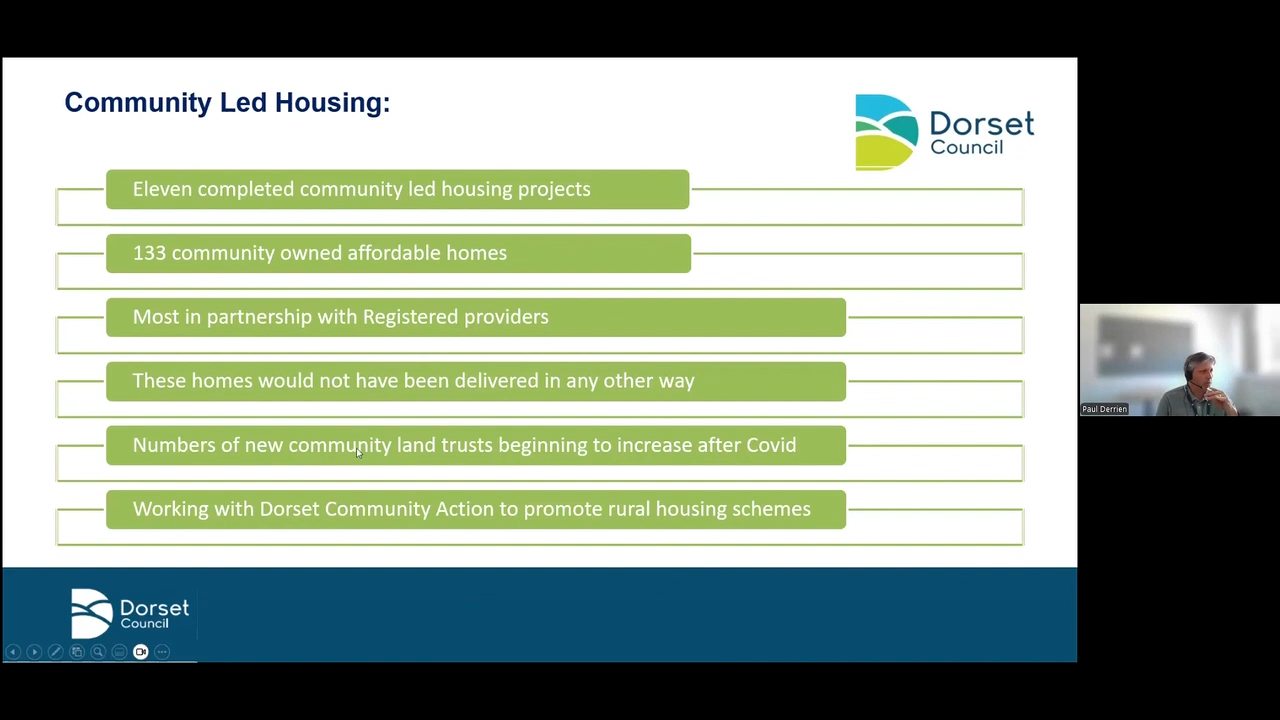 Community Led Housing:
Dorset
Council
Eleven completed community led housing projects
133 community owned affordable homes
Most in partnership with Registered providers
These homes would not have been delivered in any other way
Numbers of new community land trusts beginning to increase after Covid
Working with Dorset Community Action to promote rural housing schemes
Paul Derrien
Dorset
Council